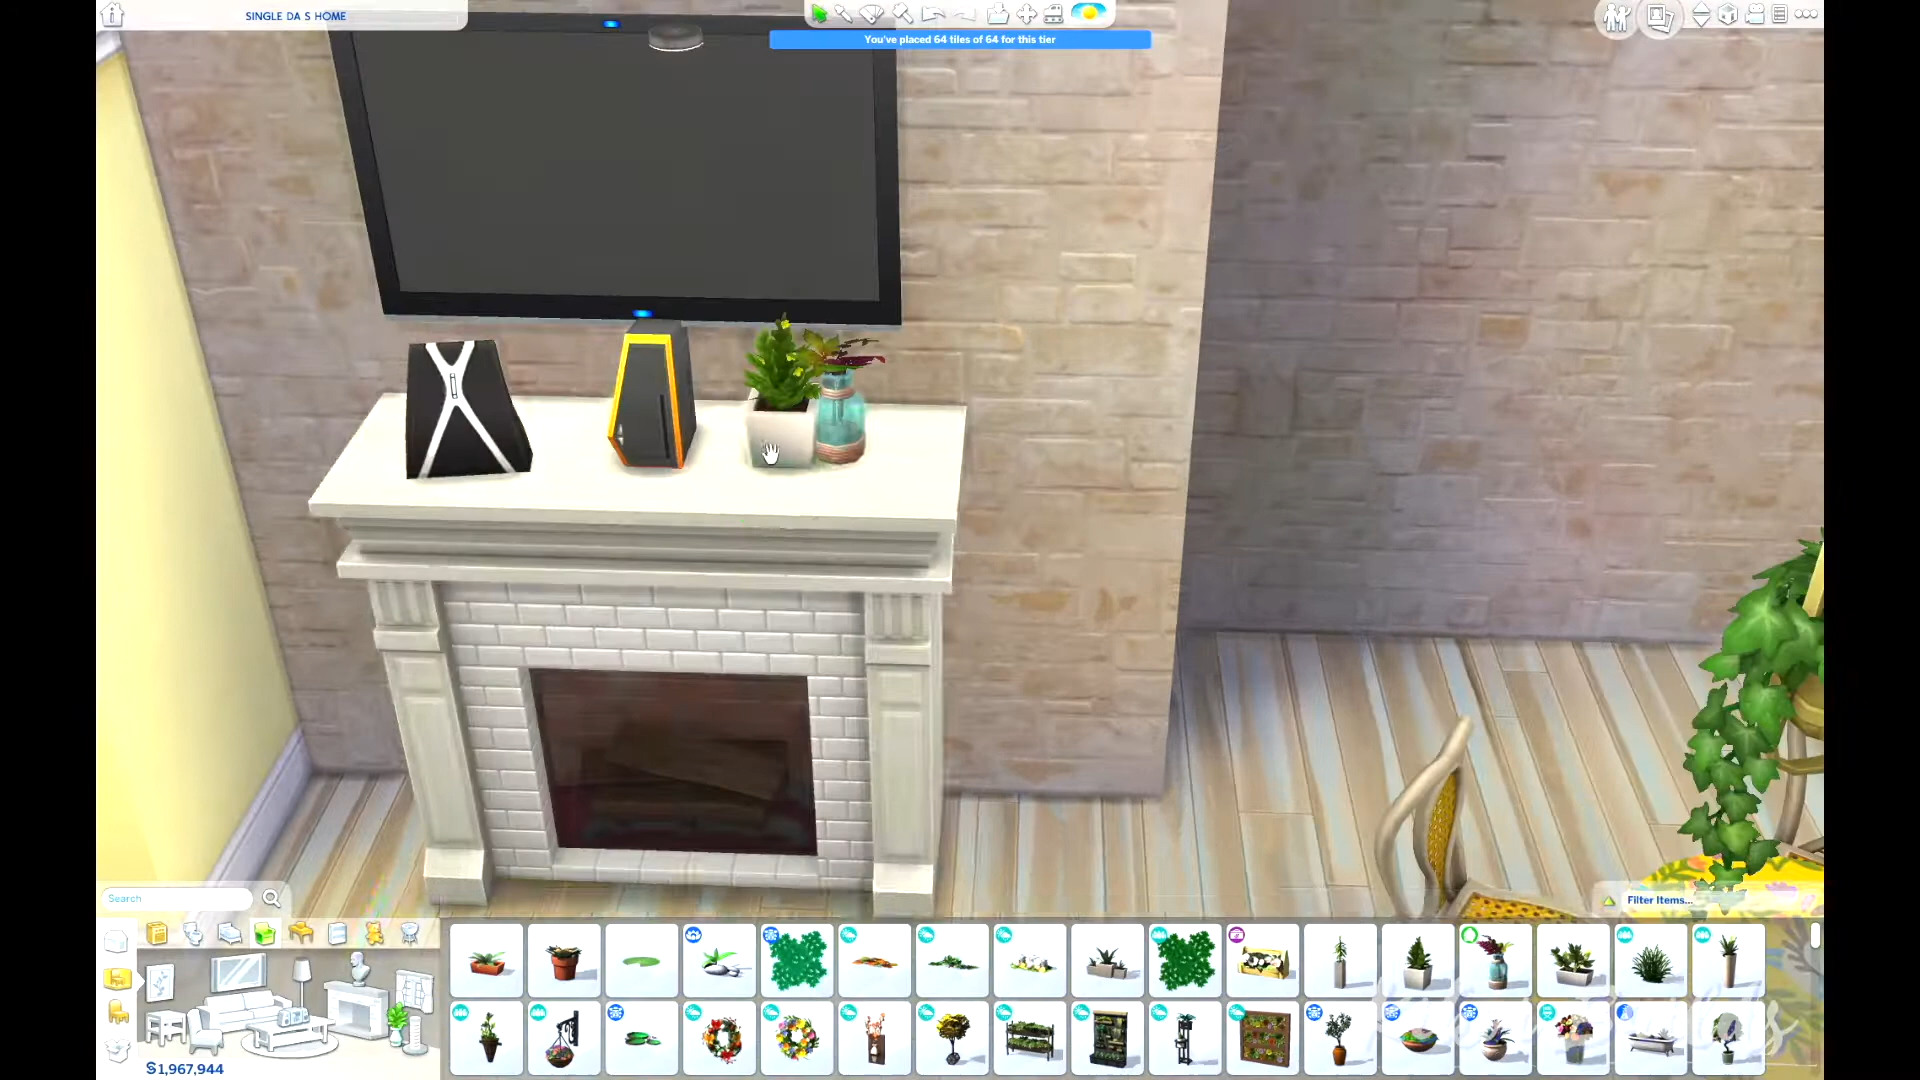 SINGLE DA S HOME
You've placed 64 tiles of 64 for this tier
Search
Filter Items...
§1,967,944